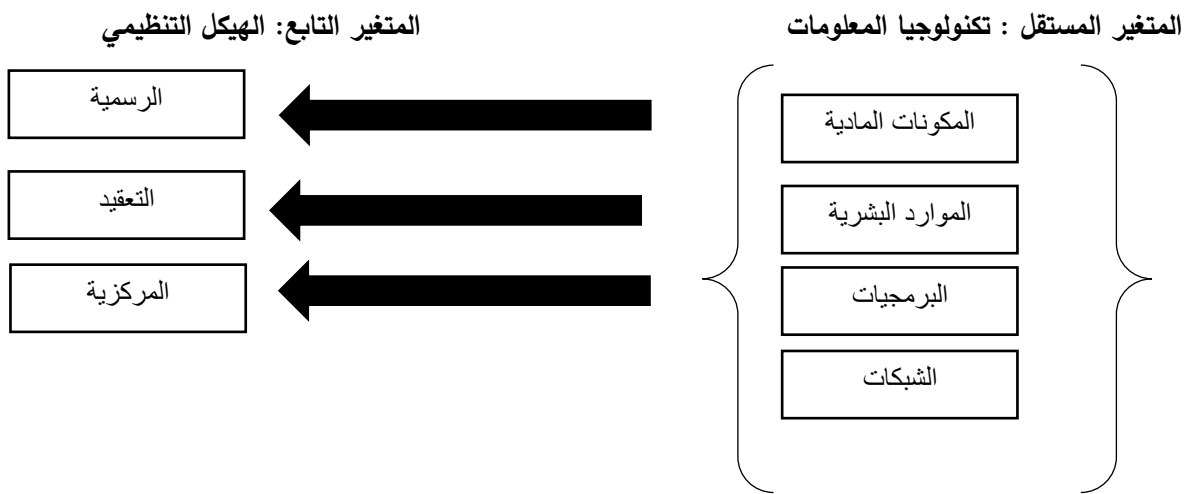 المتغير المستقل : تكنولوجيا المعلومات
المتغير التابع: الهيكل التنظيمي
المكونات المادية
الموارد البشرية
البرمجيات
الشبكات
الرسمية
التعقيد
المركزية